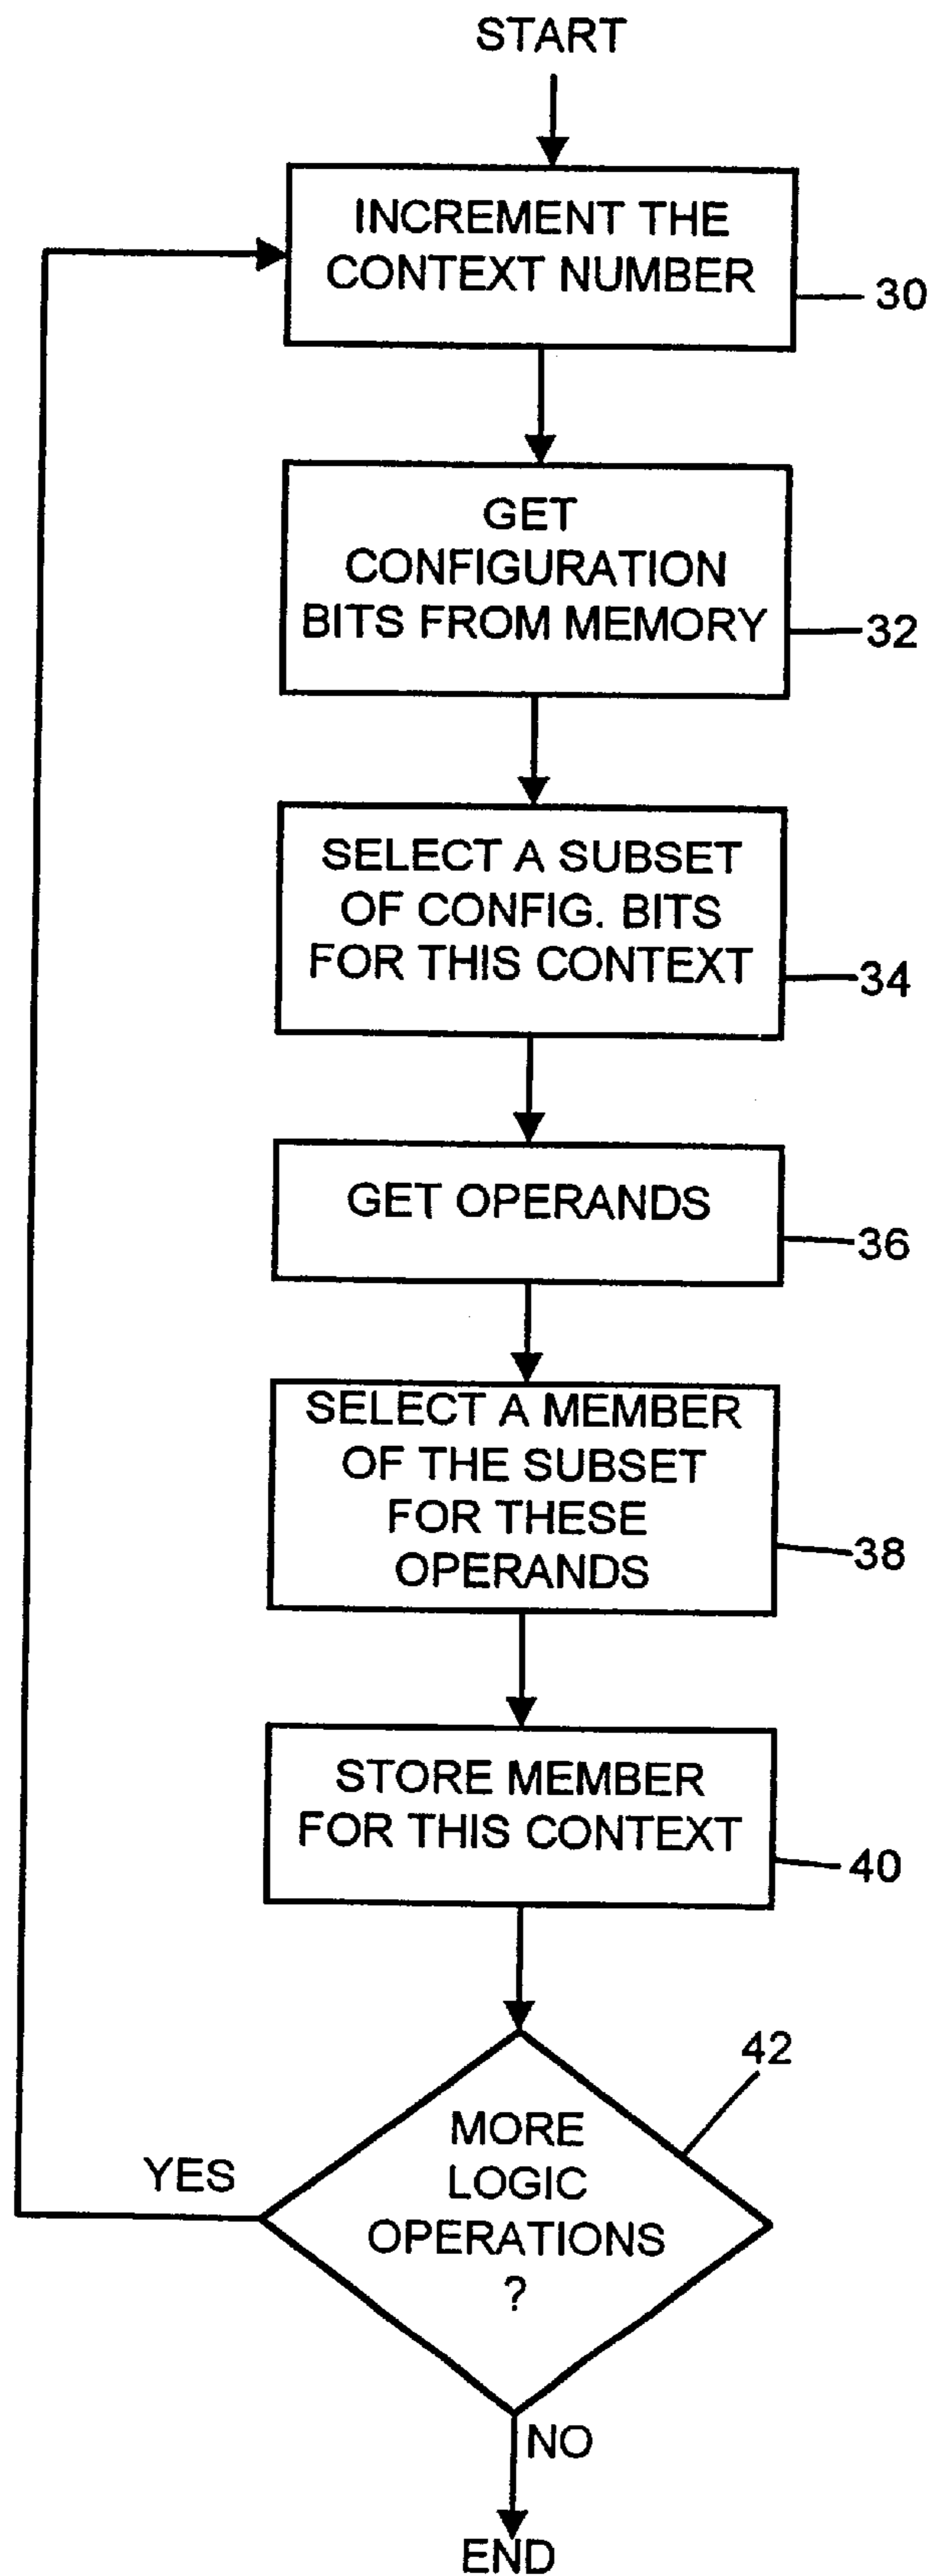 START
INCREMENT THE
CONTEXT NUMBER
30
GET
CONFIGURATION
BITS FROM MEMORY
32
SELECT A SUBSET
OF CONFIG. BITS
FOR THIS CONTEXT
34
GET OPERANDS
36
SELECT A MEMBER
OF THE SUBSET
FOR THESE
OPERANDS
38
STORE MEMBER
FOR THIS CONTEXT
40
42
MORE
LOGIC
OPERATIONS
?
YES
NO
END